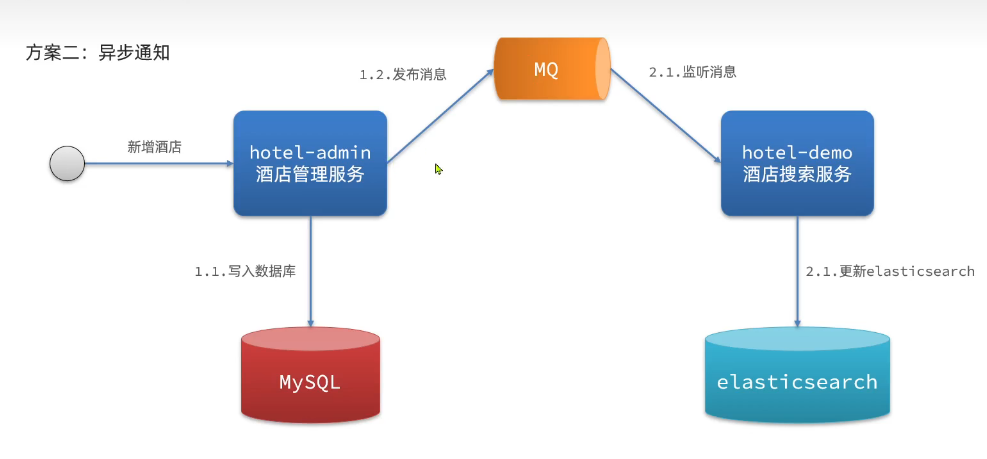 方案二：异步通知
MQ
1.2.发布消息
2.1.监听消息
新增酒店
hotel-admin
酒店管理服务
hotel-demo
酒店搜索服务
1.1.写入数据库
2.1.更新elasticsearch
MySQL
elasticsearch